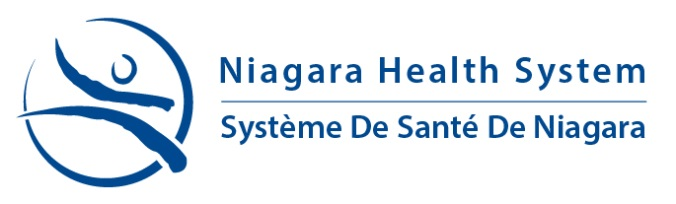 Niagara Health System
Système De Santé De Niagara